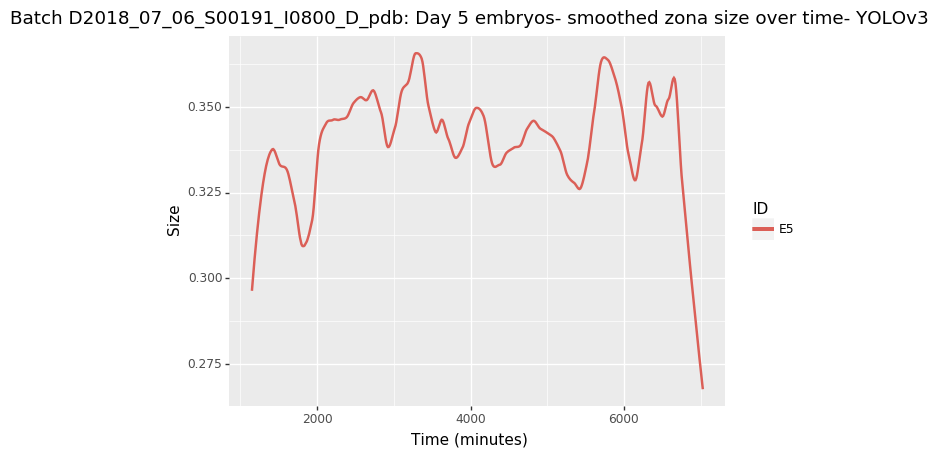 Batch D2018_07_06_S00191_I0800_D_pdb: Day 5 embryos- smoothed zona size over time- YOLOv3
0.350
0.325
0.300
0.275
Size
2000
4000
6000
Time (minutes)
ID
E5